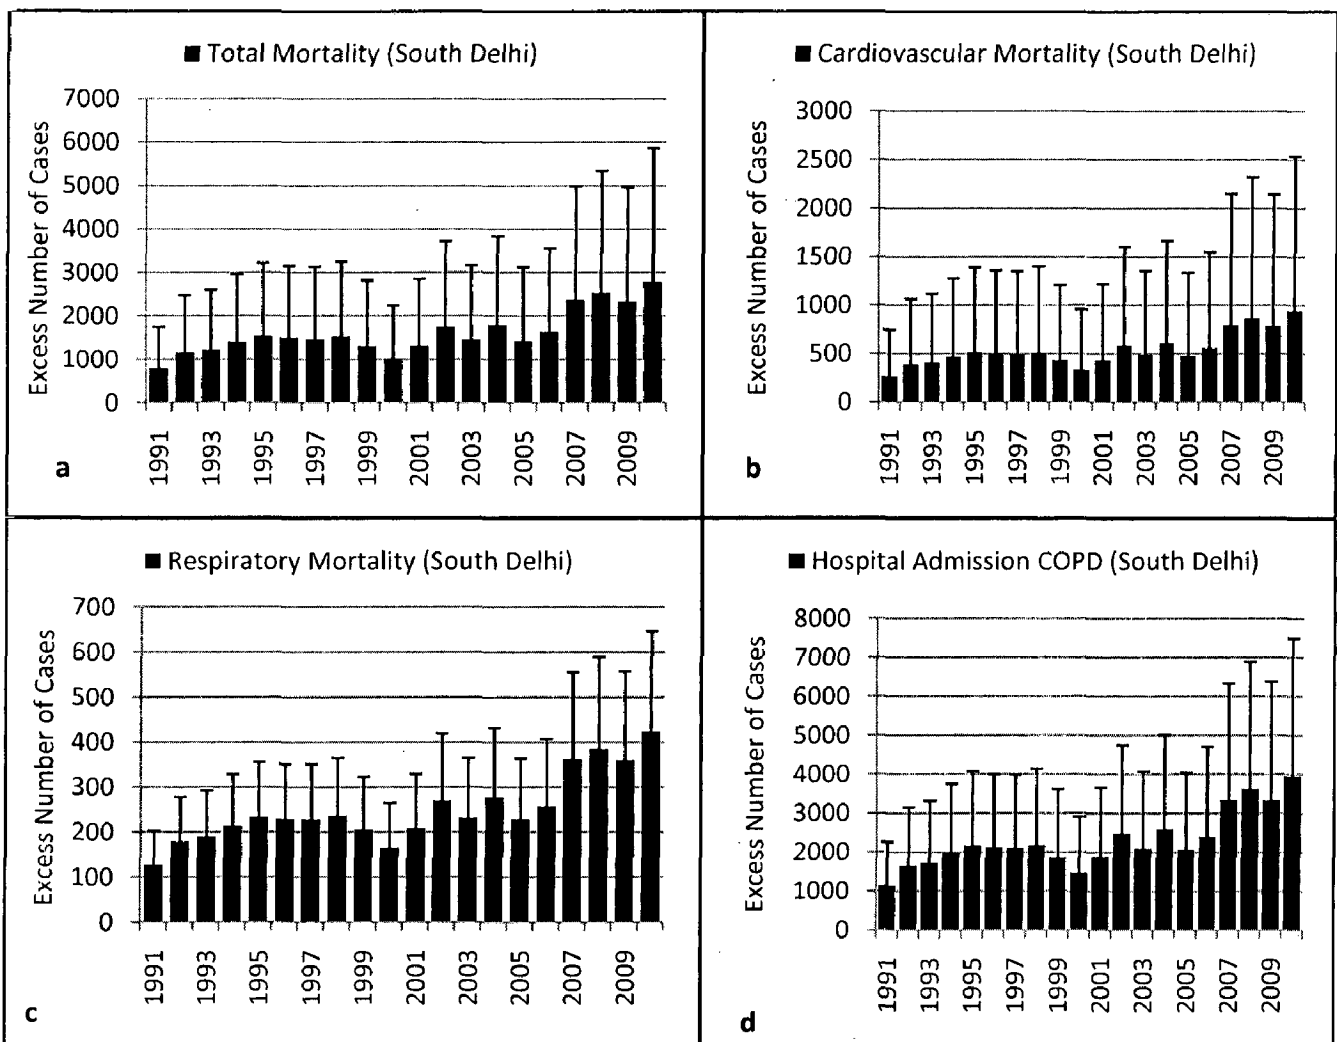 ■ Total Mortality (South Delhi)
Excess Number of Cases
7000
6000
5000
4000
3000
2000
1000
0
1991 1993 1995 1997 1999 2001 2003 2005 2007 2009
a
■ Cardiovascular Mortality (South Delhi)
Excess Number of Cases
3000
2500
2000
1500
1000
500
0
1991 1993 1995 1997 1999 2001 2003 2005 2007 2009
b
■ Respiratory Mortality (South Delhi)
Excess Number of Cases
700
600
500
400
300
200
100
0
1991 1993 1995 1997 1999 2001 2003 2005 2007 2009
c
■ Hospital Admission COPD (South Delhi)
Excess Number of Cases
8000
7000
6000
5000
4000
3000
2000
1000
0
1991 1993 1995 1997 1999 2001 2003 2005 2007 2009
d